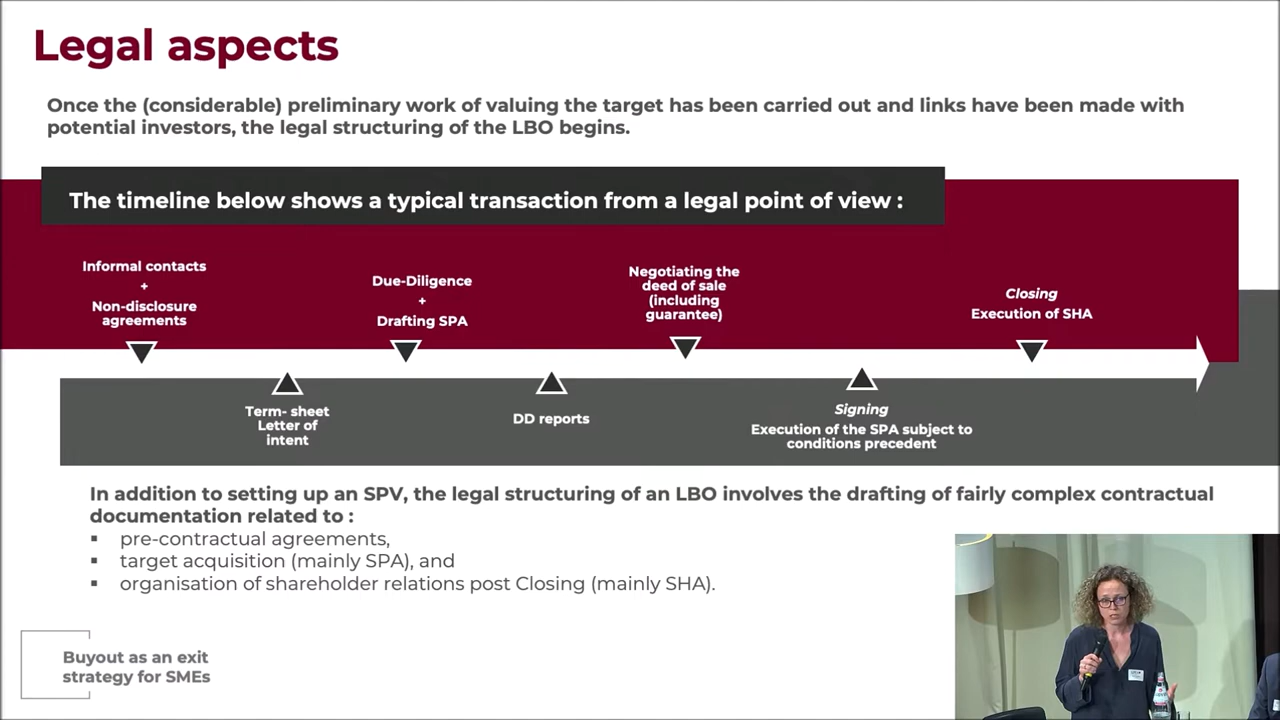 Legal aspects
Once the (considerable) preliminary work of valuing the target has been carried out and links have been made with
potential investors, the legal structuring of the LBO begins.
The timeline below shows a typical transaction from a legal point of view :
Informal contacts
+
Non-disclosure
agreements
Term- sheet
Letter of
intent
Due-Diligence
+
Drafting SPA
DD reports
Negotiating the
deed of sale
(including
guarantee)
Signing
Execution of the SPA subject to
conditions precedent
Closing
Execution of SHA
In addition to setting up an SPV, the legal structuring of an LBO involves the drafting of fairly complex contractual
documentation related to :
▪ pre-contractual agreements,
▪ target acquisition (mainly SPA), and
▪ organisation of shareholder relations post Closing (mainly SHA).
Buyout as an exit
strategy for SMEs